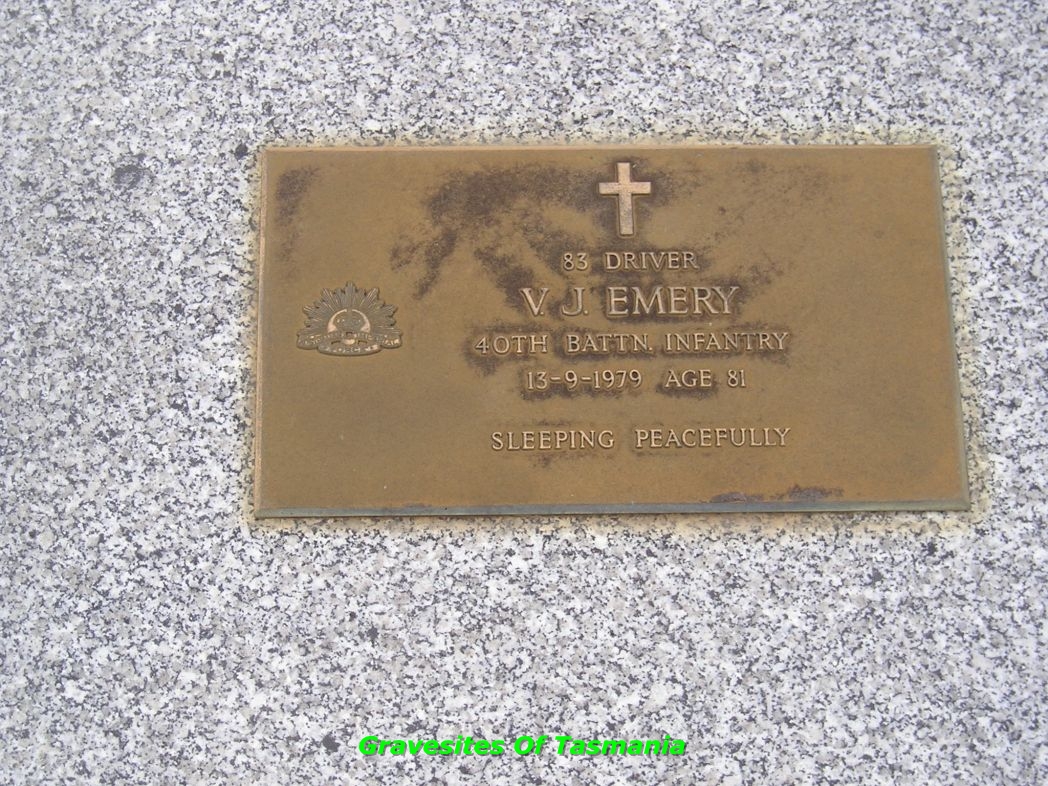 83 DRIVER
V. J. EMERY
40TH BATTN. INFANTRY
13-9-1979 AGE 81
SLEEPING PEACEFULLY
Gravesites Of Tasmania